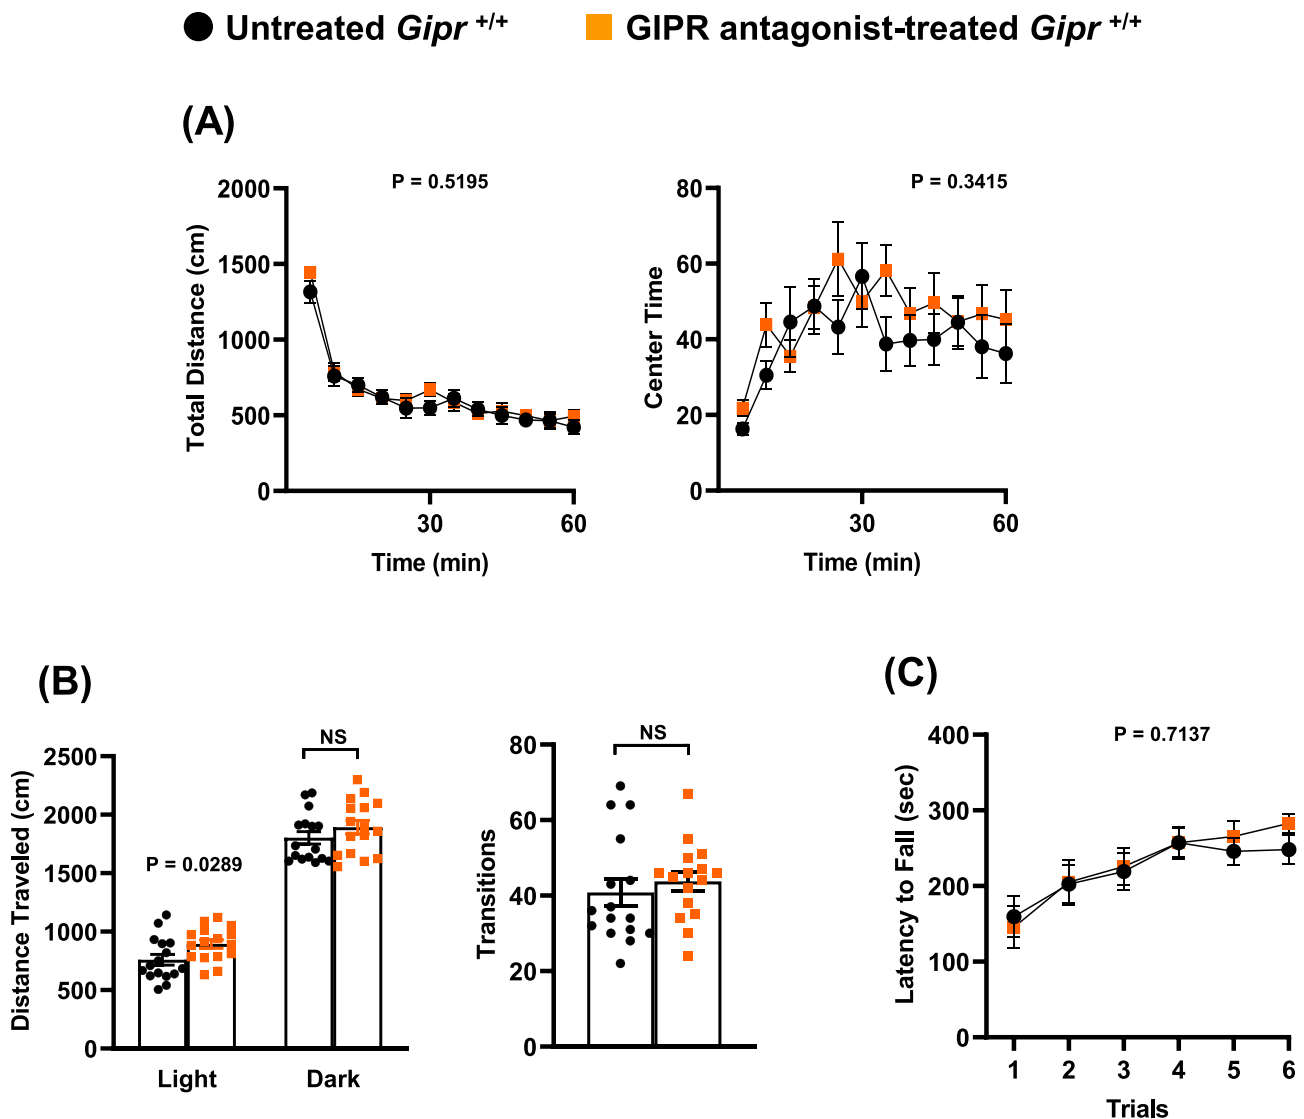 Untreated Gipr +/+ GIPR antagonist-treated Gipr +/+
(A)
P = 0.5195
2000
1500
1000
500
0
Total Distance (cm)
30 60
Time (min)
P = 0.3415
80
60
40
20
0
Center Time
30 60
Time (min)
(B)
2500
2000
1500
1000
500
0
Distance Traveled (cm)
P = 0.0289
NS
Light Dark
80
60
40
20
0
Transitions
NS
(C)
P = 0.7137
400
300
200
100
0
Latency to Fall (sec)
1 2 3 4 5 6
Trials